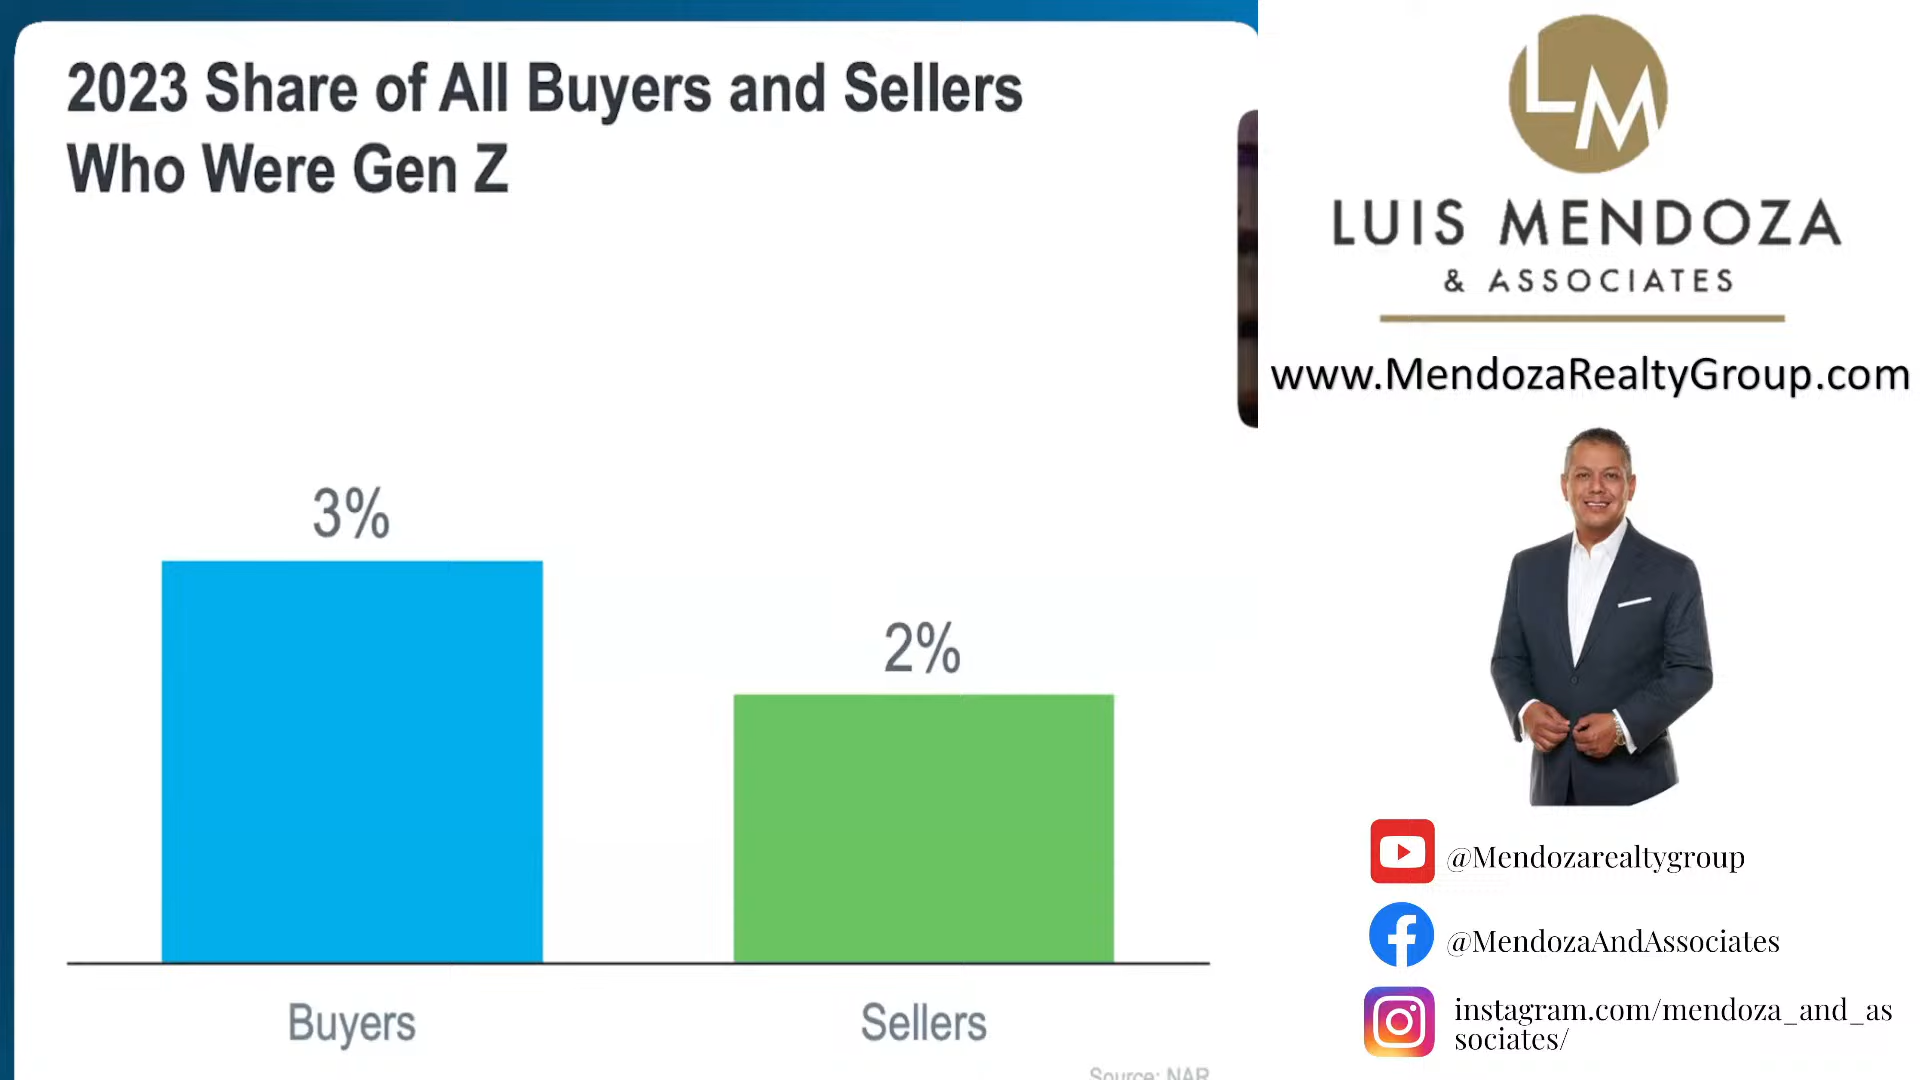 2023 Share of All Buyers and Sellers
Who Were Gen Z
3%
2%
Buyers
Sellers
Source: NAR
LM
LUIS MENDOZA
& ASSOCIATES
www.MendozaRealtyGroup.com
@Mendozarealtygroup
@MendozaAndAssociates
instagram.com/mendoza_and_as
sociates/